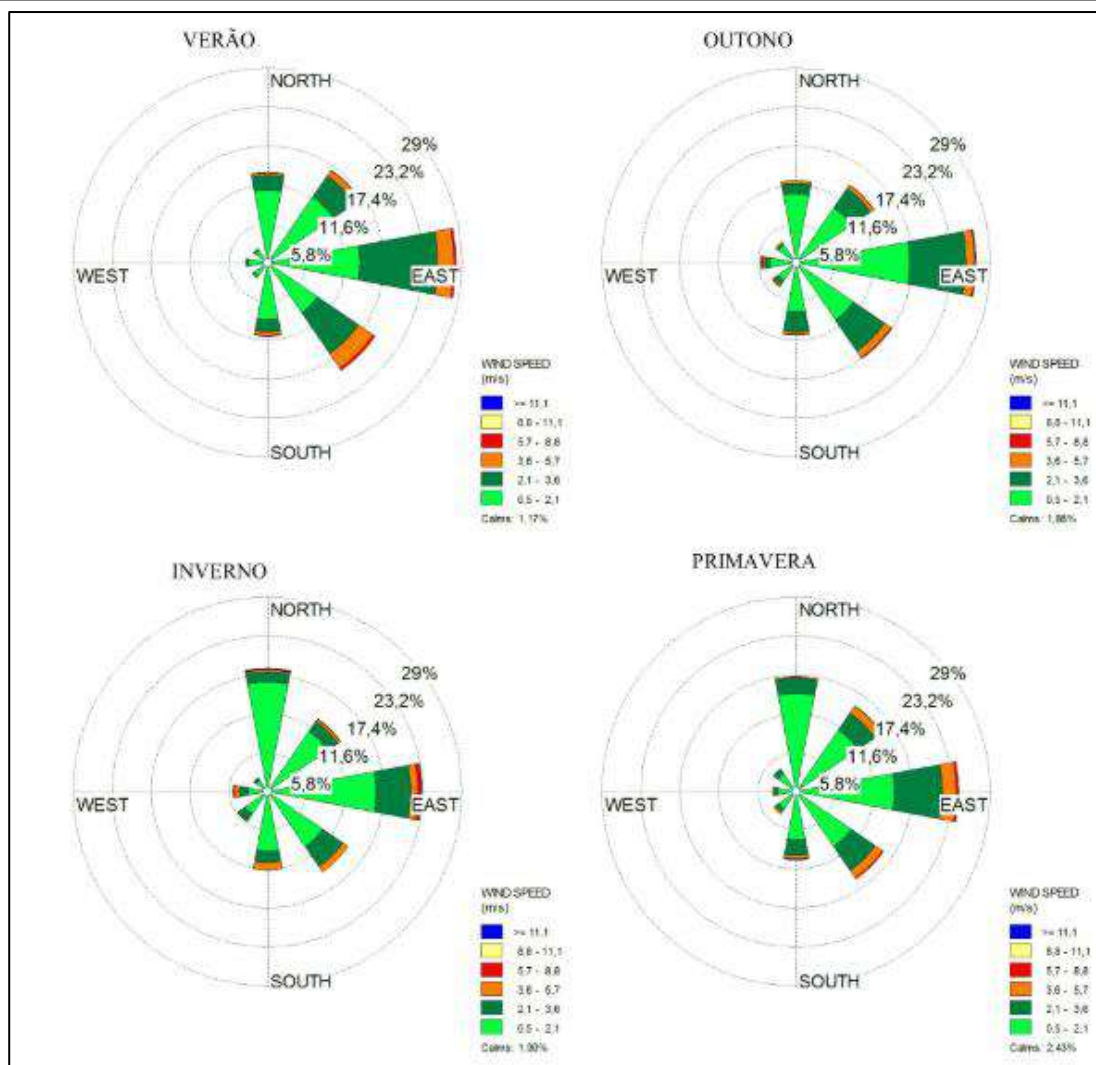 VERÃO
NORTH
29%
23,2%
17,4%
11,6%
5,8%
WEST
EAST
SOUTH
WIND SPEED
(m/s)
>= 11,1
8,8 - 11,1
5,7 - 8,8
3,6 - 5,7
2,1 - 3,6
0,5 - 2,1
Calms: 1,17%
OUTONO
NORTH
29%
23,2%
17,4%
11,6%
5,8%
WEST
EAST
SOUTH
WIND SPEED
(m/s)
>= 11,1
8,8 - 11,1
5,7 - 8,8
3,6 - 5,7
2,1 - 3,6
0,5 - 2,1
Calms:
INVERNO
NORTH
29%
23,2%
17,4%
11,6%
5,8%
WEST
EAST
SOUTH
WIND SPEED
(m/s)
>= 11,1
8,8 - 11,1
5,7 - 8,8
3,6 - 5,7
2,1 - 3,6
0,5 - 2,1
Calms:
PRIMAVERA
NORTH
29%
23,2%
17,4%
11,6%
5,8%
WEST
EAST
SOUTH
WIND SPEED
(m/s)
>= 11,1
8,8 - 11,1
5,7 - 8,8
3,6 - 5,7
2,1 - 3,6
0,5 - 2,1
Calms: 2,43%